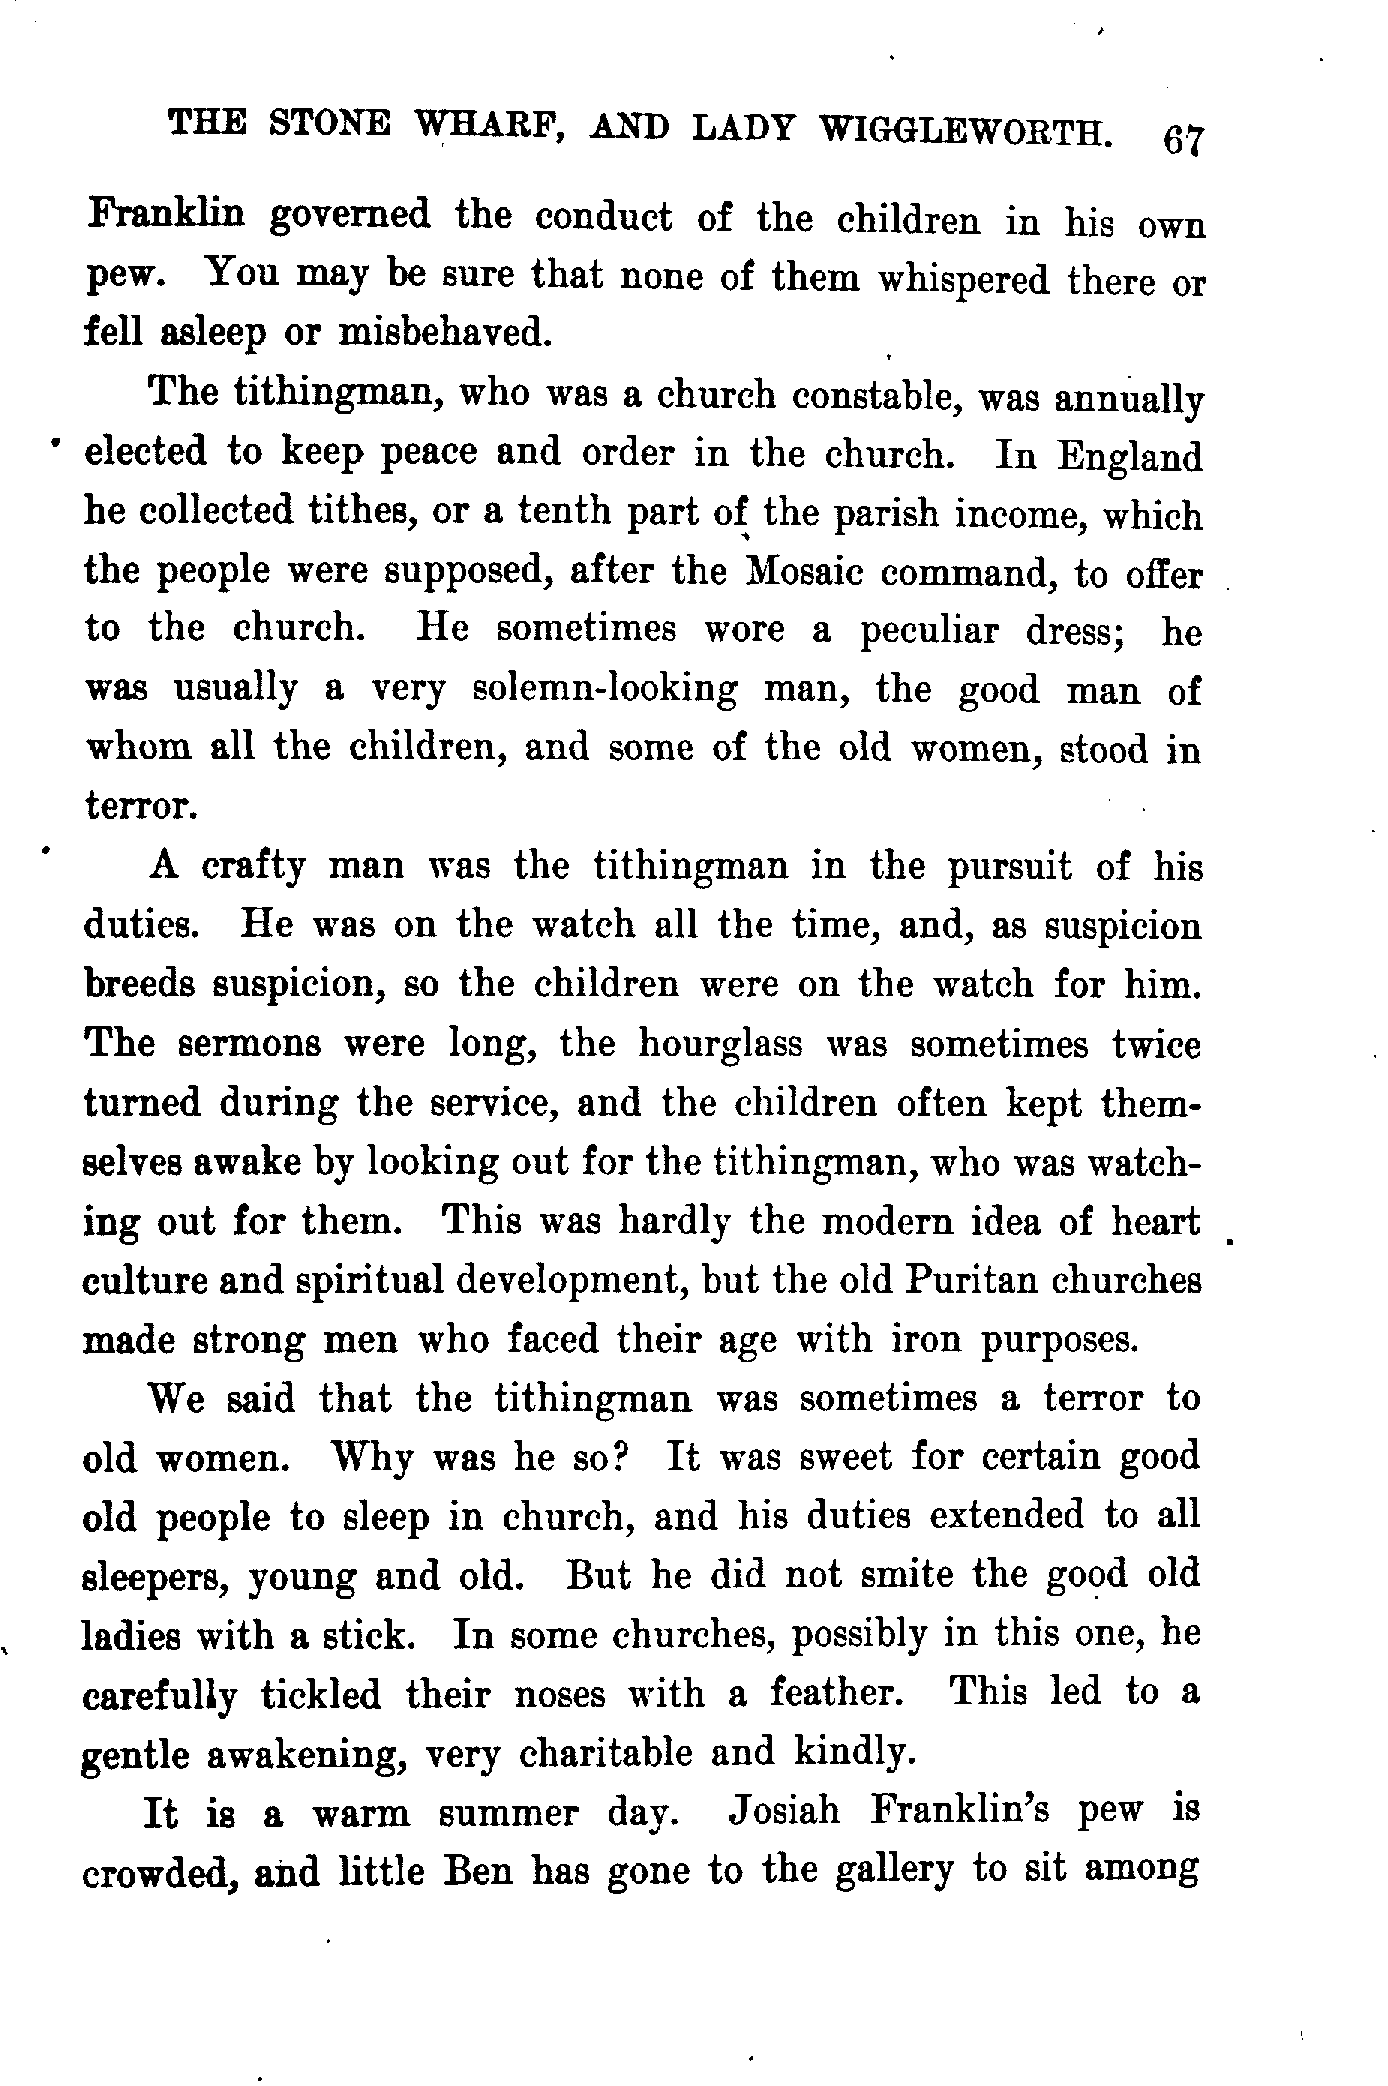 THE STONE WHARF, AND LADY WIGGLEWORTH. 67
Franklin governed the conduct of the children in his own
pew. You may be sure that none of them whispered there or
fell asleep or misbehaved.
The tithingman, who was a church constable, was annually
elected to keep peace and order in the church. In England
he collected tithes, or a tenth part of the parish income, which
the people were supposed, after the Mosaic command, to offer
to the church. He sometimes wore a peculiar dress; he
was usually a very solemn-looking man, the good man of
whom all the children, and some of the old women, stood in
terror.
A crafty man was the tithingman in the pursuit of his
duties. He was on the watch all the time, and, as suspicion
breeds suspicion, so the children were on the watch for him.
The sermons were long, the hourglass was sometimes twice
turned during the service, and the children often kept them-
selves awake by looking out for the tithingman, who was watch-
ing out for them. This was hardly the modern idea of heart
culture and spiritual development, but the old Puritan churches
made strong men who faced their age with iron purposes.
We said that the tithingman was sometimes a terror to
old women. Why was he so? It was sweet for certain good
old people to sleep in church, and his duties extended to all
sleepers, young and old. But he did not smite the good old
ladies with a stick. In some churches, possibly in this one, he
carefully tickled their noses with a feather. This led to a
gentle awakening, very charitable and kindly.
It is a warm summer day. Josiah Franklin's pew is
crowded, and little Ben has gone to the gallery to sit among